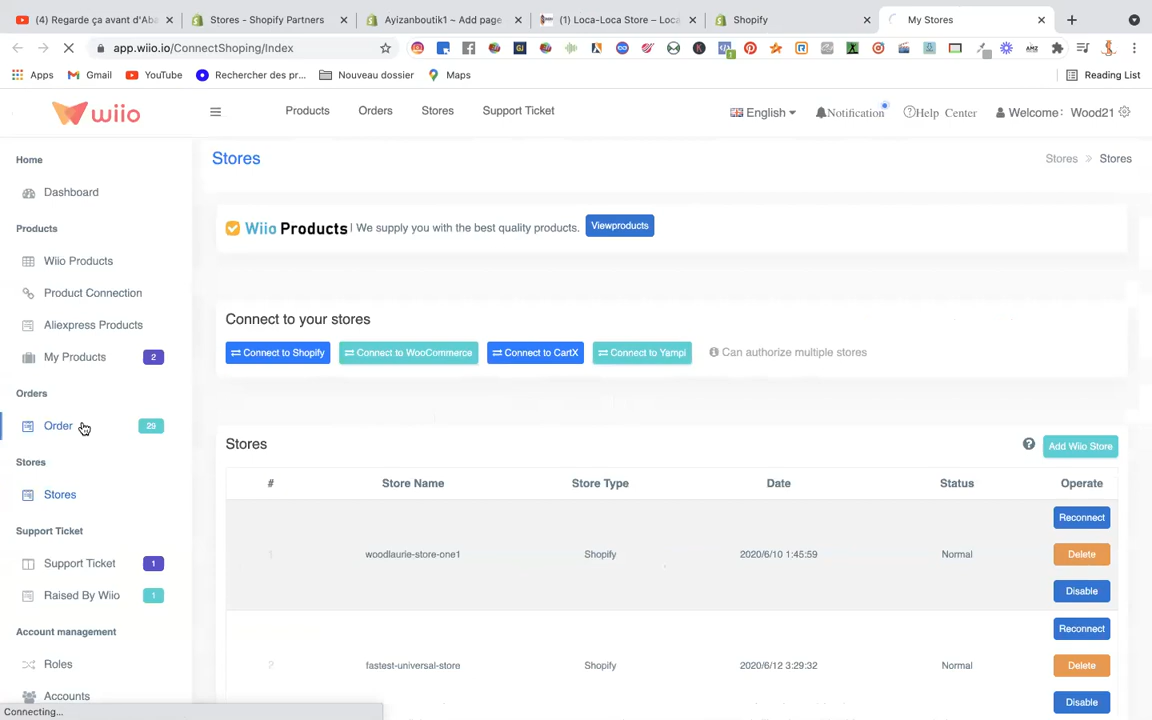 (4) Regarde ça avant d'Aba
Stores - Shopify Partners
Ayizanboutik1 ~ Add page
(1) Loca-Loca Store – Loc
Shopify
My Stores
app.wiio.io/ConnectShoping/Index
Apps
Gmail
YouTube
Rechercher des pr...
Nouveau dossier
Maps
Reading List
wiio
Products
Orders
Stores
Support Ticket
English
Notification
Help Center
Welcome: Wood21
Home
Dashboard
Products
Wiio Products
Product Connection
Aliexpress Products
My Products 2
Orders
Order 29
Stores
Stores
Support Ticket
Support Ticket 1
Raised By Wiio 1
Account management
Roles
Accounts
Connecting...
Stores
Stores » Stores
Wiio Products | We supply you with the best quality products. Viewproducts
Connect to your stores
Connect to Shopify
Connect to WooCommerce
Connect to CartX
Connect to Yampi
Can authorize multiple stores
Stores
Add Wiio Store
# Store Name Store Type Date Status Operate
1 woodlaurie-store-one1 Shopify 2020/6/10 1:45:59 Normal
Reconnect
Delete
Disable
2 fastest-universal-store Shopify 2020/6/12 3:29:32 Normal
Reconnect
Delete
Disable